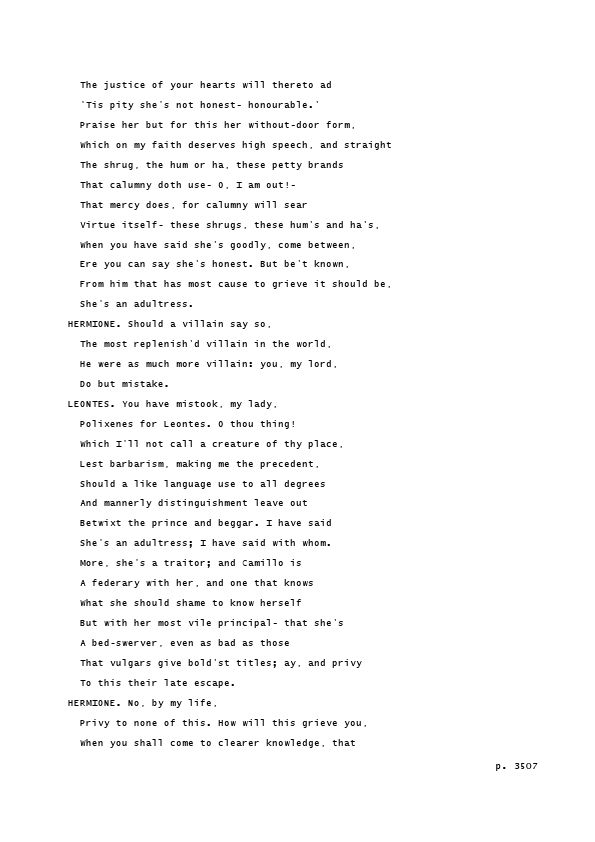 The justice of your hearts will thereto ad
'Tis pity she's not honest- honourable.'
Praise her but for this her without-door form,
Which on my faith deserves high speech, and straight
The shrug, the hum or ha, these petty brands
That calumny doth use- O, I am out!-
That mercy does, for calumny will sear
Virtue itself- these shrugs, these hum's and ha's,
When you have said she's goodly, come between,
Ere you can say she's honest. But be't known,
From him that has most cause to grieve it should be,
She's an adultress.
HERMIONE. Should a villain say so,
The most replenish'd villain in the world,
He were as much more villain: you, my lord,
Do but mistake.
LEONTES. You have mistook, my lady,
Polixenes for Leontes. O thou thing!
Which I'll not call a creature of thy place,
Lest barbarism, making me the precedent,
Should a like language use to all degrees
And mannerly distinguishment leave out
Betwixt the prince and beggar. I have said
She's an adultress; I have said with whom.
More, she's a traitor; and Camillo is
A federary with her, and one that knows
What she should shame to know herself
But with her most vile principal- that she's
A bed-swerver, even as bad as those
That vulgars give bold'st titles; ay, and privy
To this their late escape.
HERMIONE. No, by my life,
Privy to none of this. How will this grieve you,
When you shall come to clearer knowledge, that
p. 3507